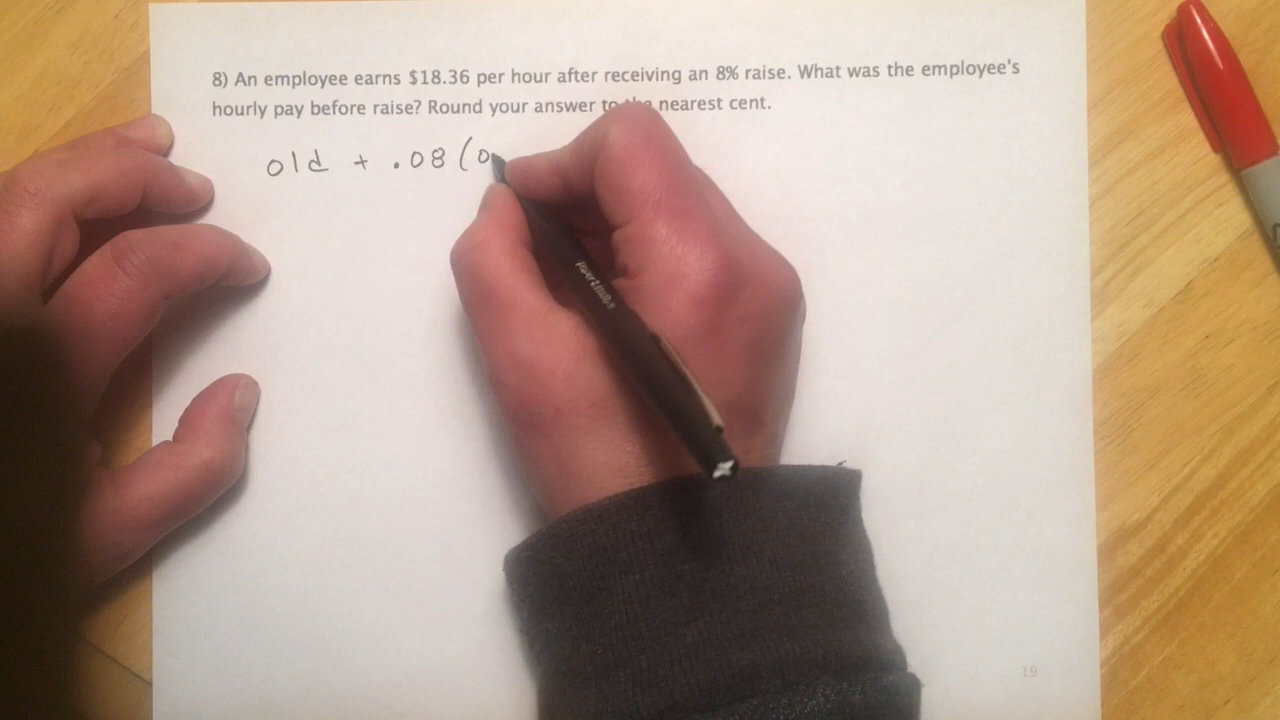 8) An employee earns $18.36 per hour after receiving an 8% raise. What was the employee's
hourly pay before raise? Round your answer to the nearest cent.
old + .08 (o
19